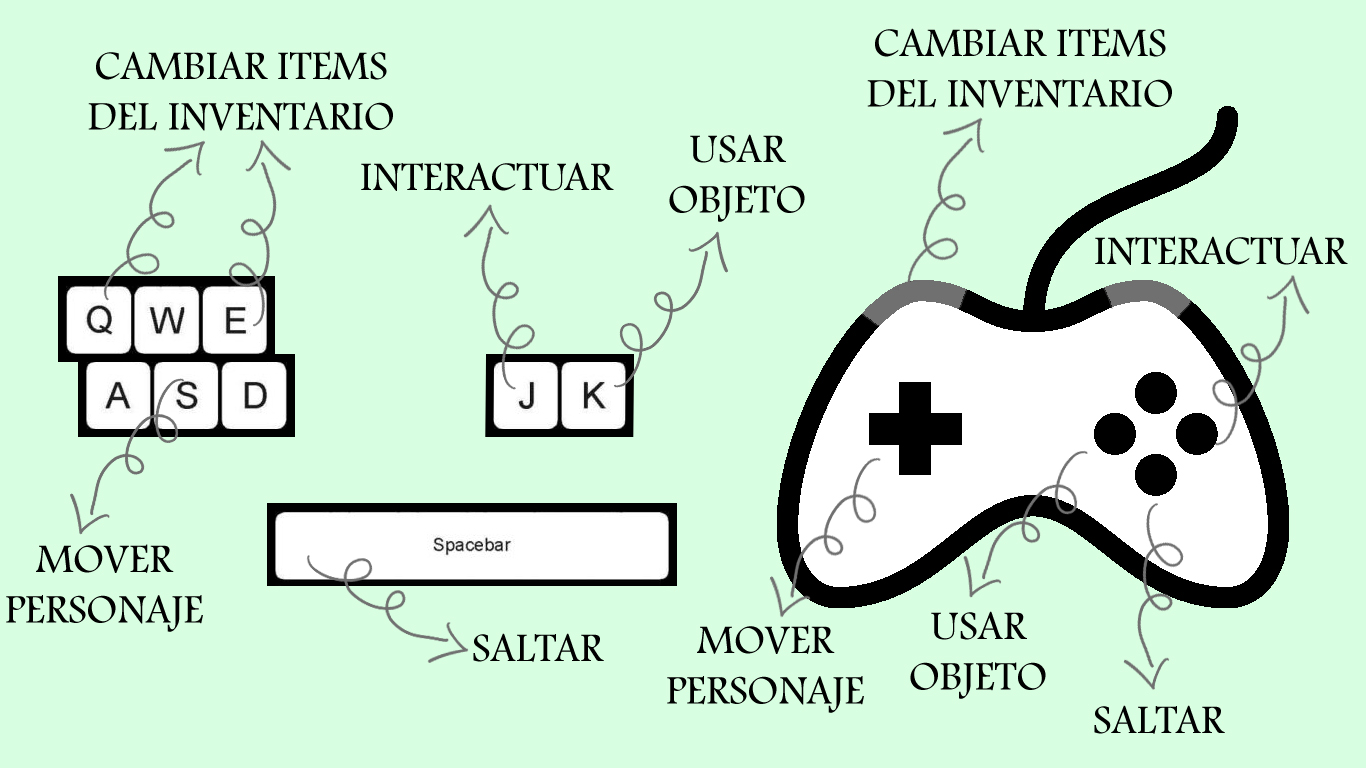 CAMBIAR ITEMS
DEL INVENTARIO
INTERACTUAR
USAR
OBJETO
Q W E
A S D
J K
MOVER
PERSONAJE
Spacebar
SALTAR
CAMBIAR ITEMS
DEL INVENTARIO
INTERACTUAR
MOVER
PERSONAJE
USAR
OBJETO
SALTAR